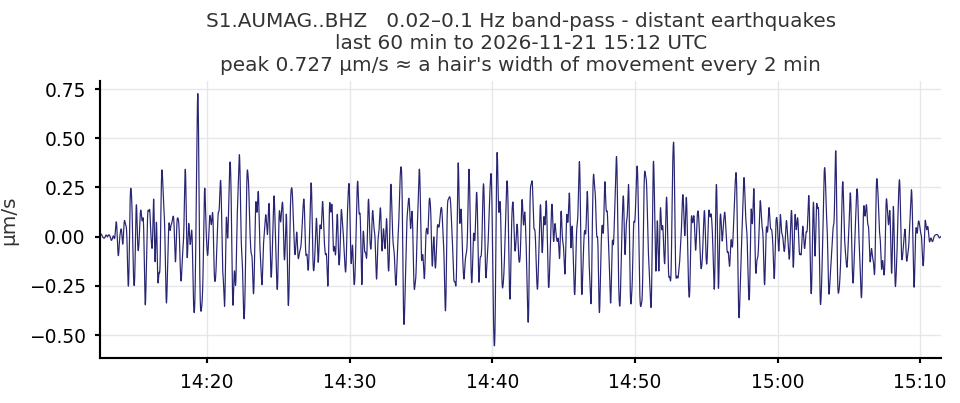 S1.AUMAG..BHZ   0.02–0.1 Hz band-pass - distant earthquakes
last 60 min to 2026-11-21 15:12 UTC
peak 0.727 µm/s ≈ a hair's width of movement every 2 min
µm/s
0.75
0.50
0.25
0.00
−0.25
−0.50
14:20 14:30 14:40 14:50 15:00 15:10